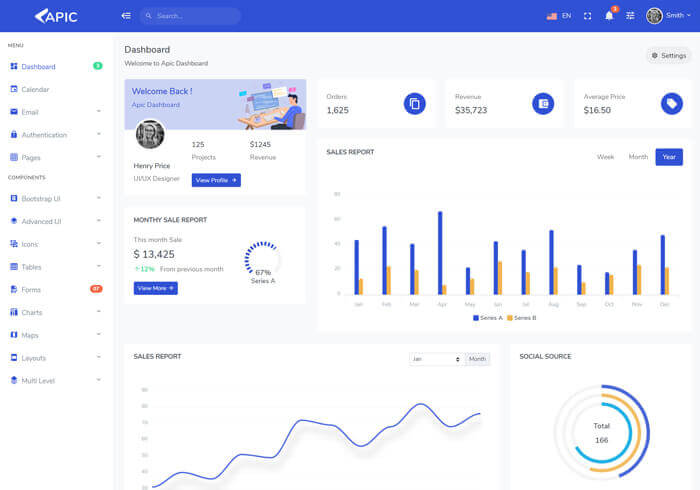 APIC
Search...
EN
3
Smith
MENU
Dashboard
3
Calendar
Email
Authentication
Pages
COMPONENTS
Bootstrap UI
Advanced UI
Icons
Tables
Forms
07
Charts
Maps
Layouts
Multi Level
Dashboard
Welcome to Apic Dashboard
Settings
Welcome Back !
Apic Dashboard
Henry Price
UI/UX Designer
125
Projects
$1245
Revenue
View Profile
Orders
1,625
Revenue
$35,723
Average Price
$16.50
MONTHY SALE REPORT
This month Sale
$ 13,425
12% From previous month
View More
67%
Series A
SALES REPORT
Week Month Year
80
60
40
20
0
Jan Feb Mar Apr May Jun Jul Aug Sep Oct Nov Dec
Series A Series B
SALES REPORT
Jan Month
90
80
70
60
50
40
30
SOCIAL SOURCE
Total
166